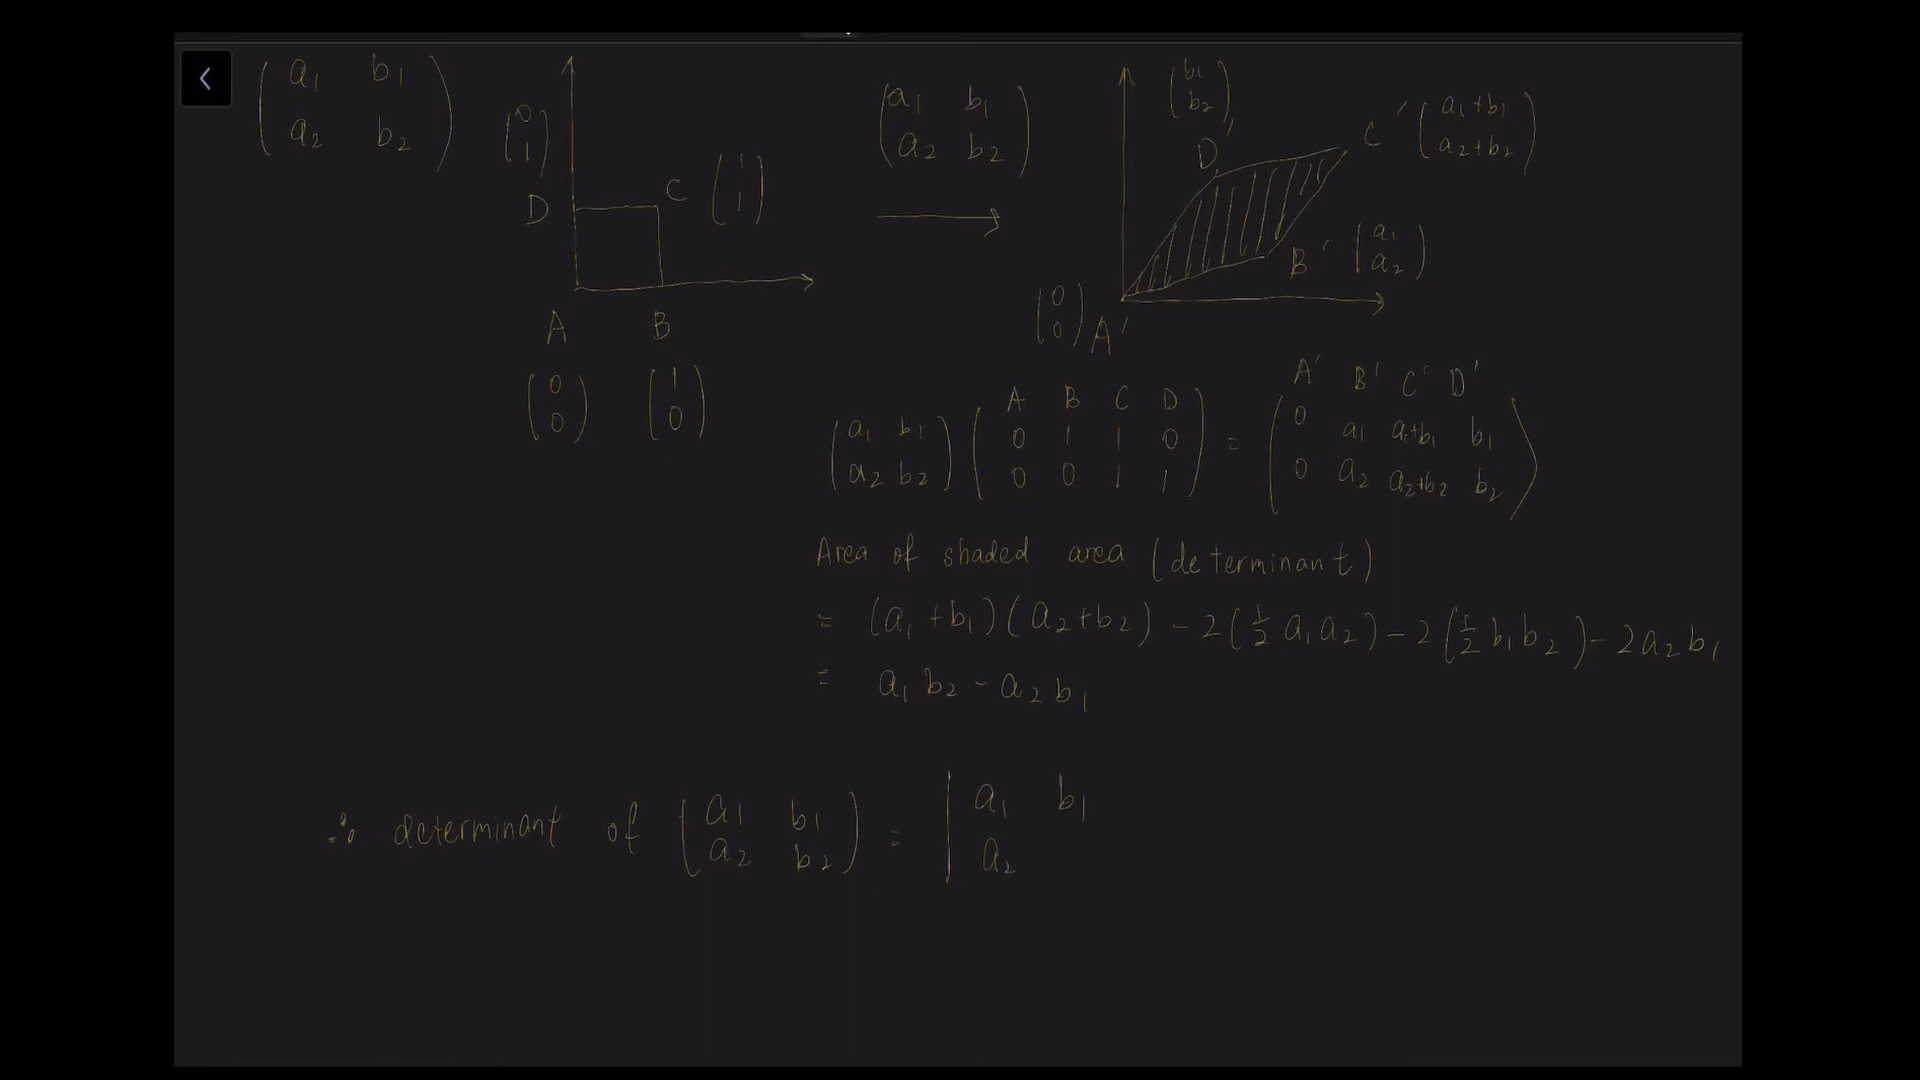 ( a₁ b₁
a₂ b₂ )
( 0
1 )
D
C ( 1
1 )
A
B
( 0
0 )
( 1
0 )
( a₁ b₁
a₂ b₂ )
( b₁
b₂ )
D'
C' ( a₁+b₁
a₂+b₂ )
B' ( a₁
a₂ )
( 0
0 ) A'
A B C D
A' B' C' D'
( a₁ b₁ ( 0 1 1 0 = ( 0 a₁ a₁+b₁ b₁
a₂ b₂ ) 0 0 1 1 ) 0 a₂ a₂+b₂ b₂ )
Area of shaded area (determinant)
= (a₁ + b₁)(a₂+b₂) - 2(½ a₁a₂) - 2(½ b₁b₂) - 2a₂b₁
= a₁b₂ - a₂b₁
∴ determinant of ( a₁ b₁ = | a₁ b₁
a₂ b₂ ) a₂